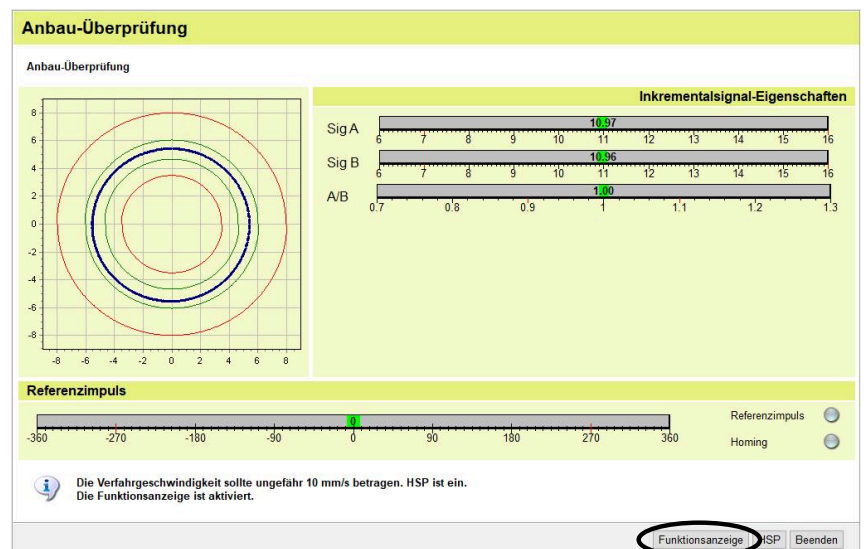 Anbau-Überprüfung
Anbau-Überprüfung
Inkrementalsignal-Eigenschaften
8
6
4
2
0
-2
-4
-6
-8
-8 -6 -4 -2 0 2 4 6 8
Sig A
10.97
6 7 8 9 10 11 12 13 14 15 16
Sig B
10.96
6 7 8 9 10 11 12 13 14 15 16
A/B
1.00
0.7 0.8 0.9 1 1.1 1.2 1.3
Referenzimpuls
0
-360 -270 -180 -90 0 90 180 270 360
Referenzimpuls
Homing
Die Verfahrgeschwindigkeit sollte ungefähr 10 mm/s betragen. HSP ist ein.
Die Funktionsanzeige ist aktiviert.
Funktionsanzeige HSP Beenden